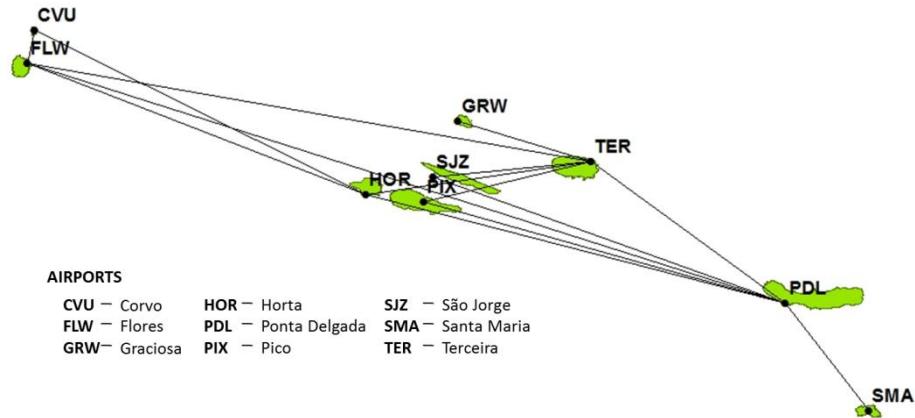 CVU
FLW
GRW
TER
SJZ
HOR
PIX
PDL
SMA
AIRPORTS
CVU – Corvo HOR – Horta SJZ – São Jorge
FLW – Flores PDL – Ponta Delgada SMA – Santa Maria
GRW – Graciosa PIX – Pico TER – Terceira